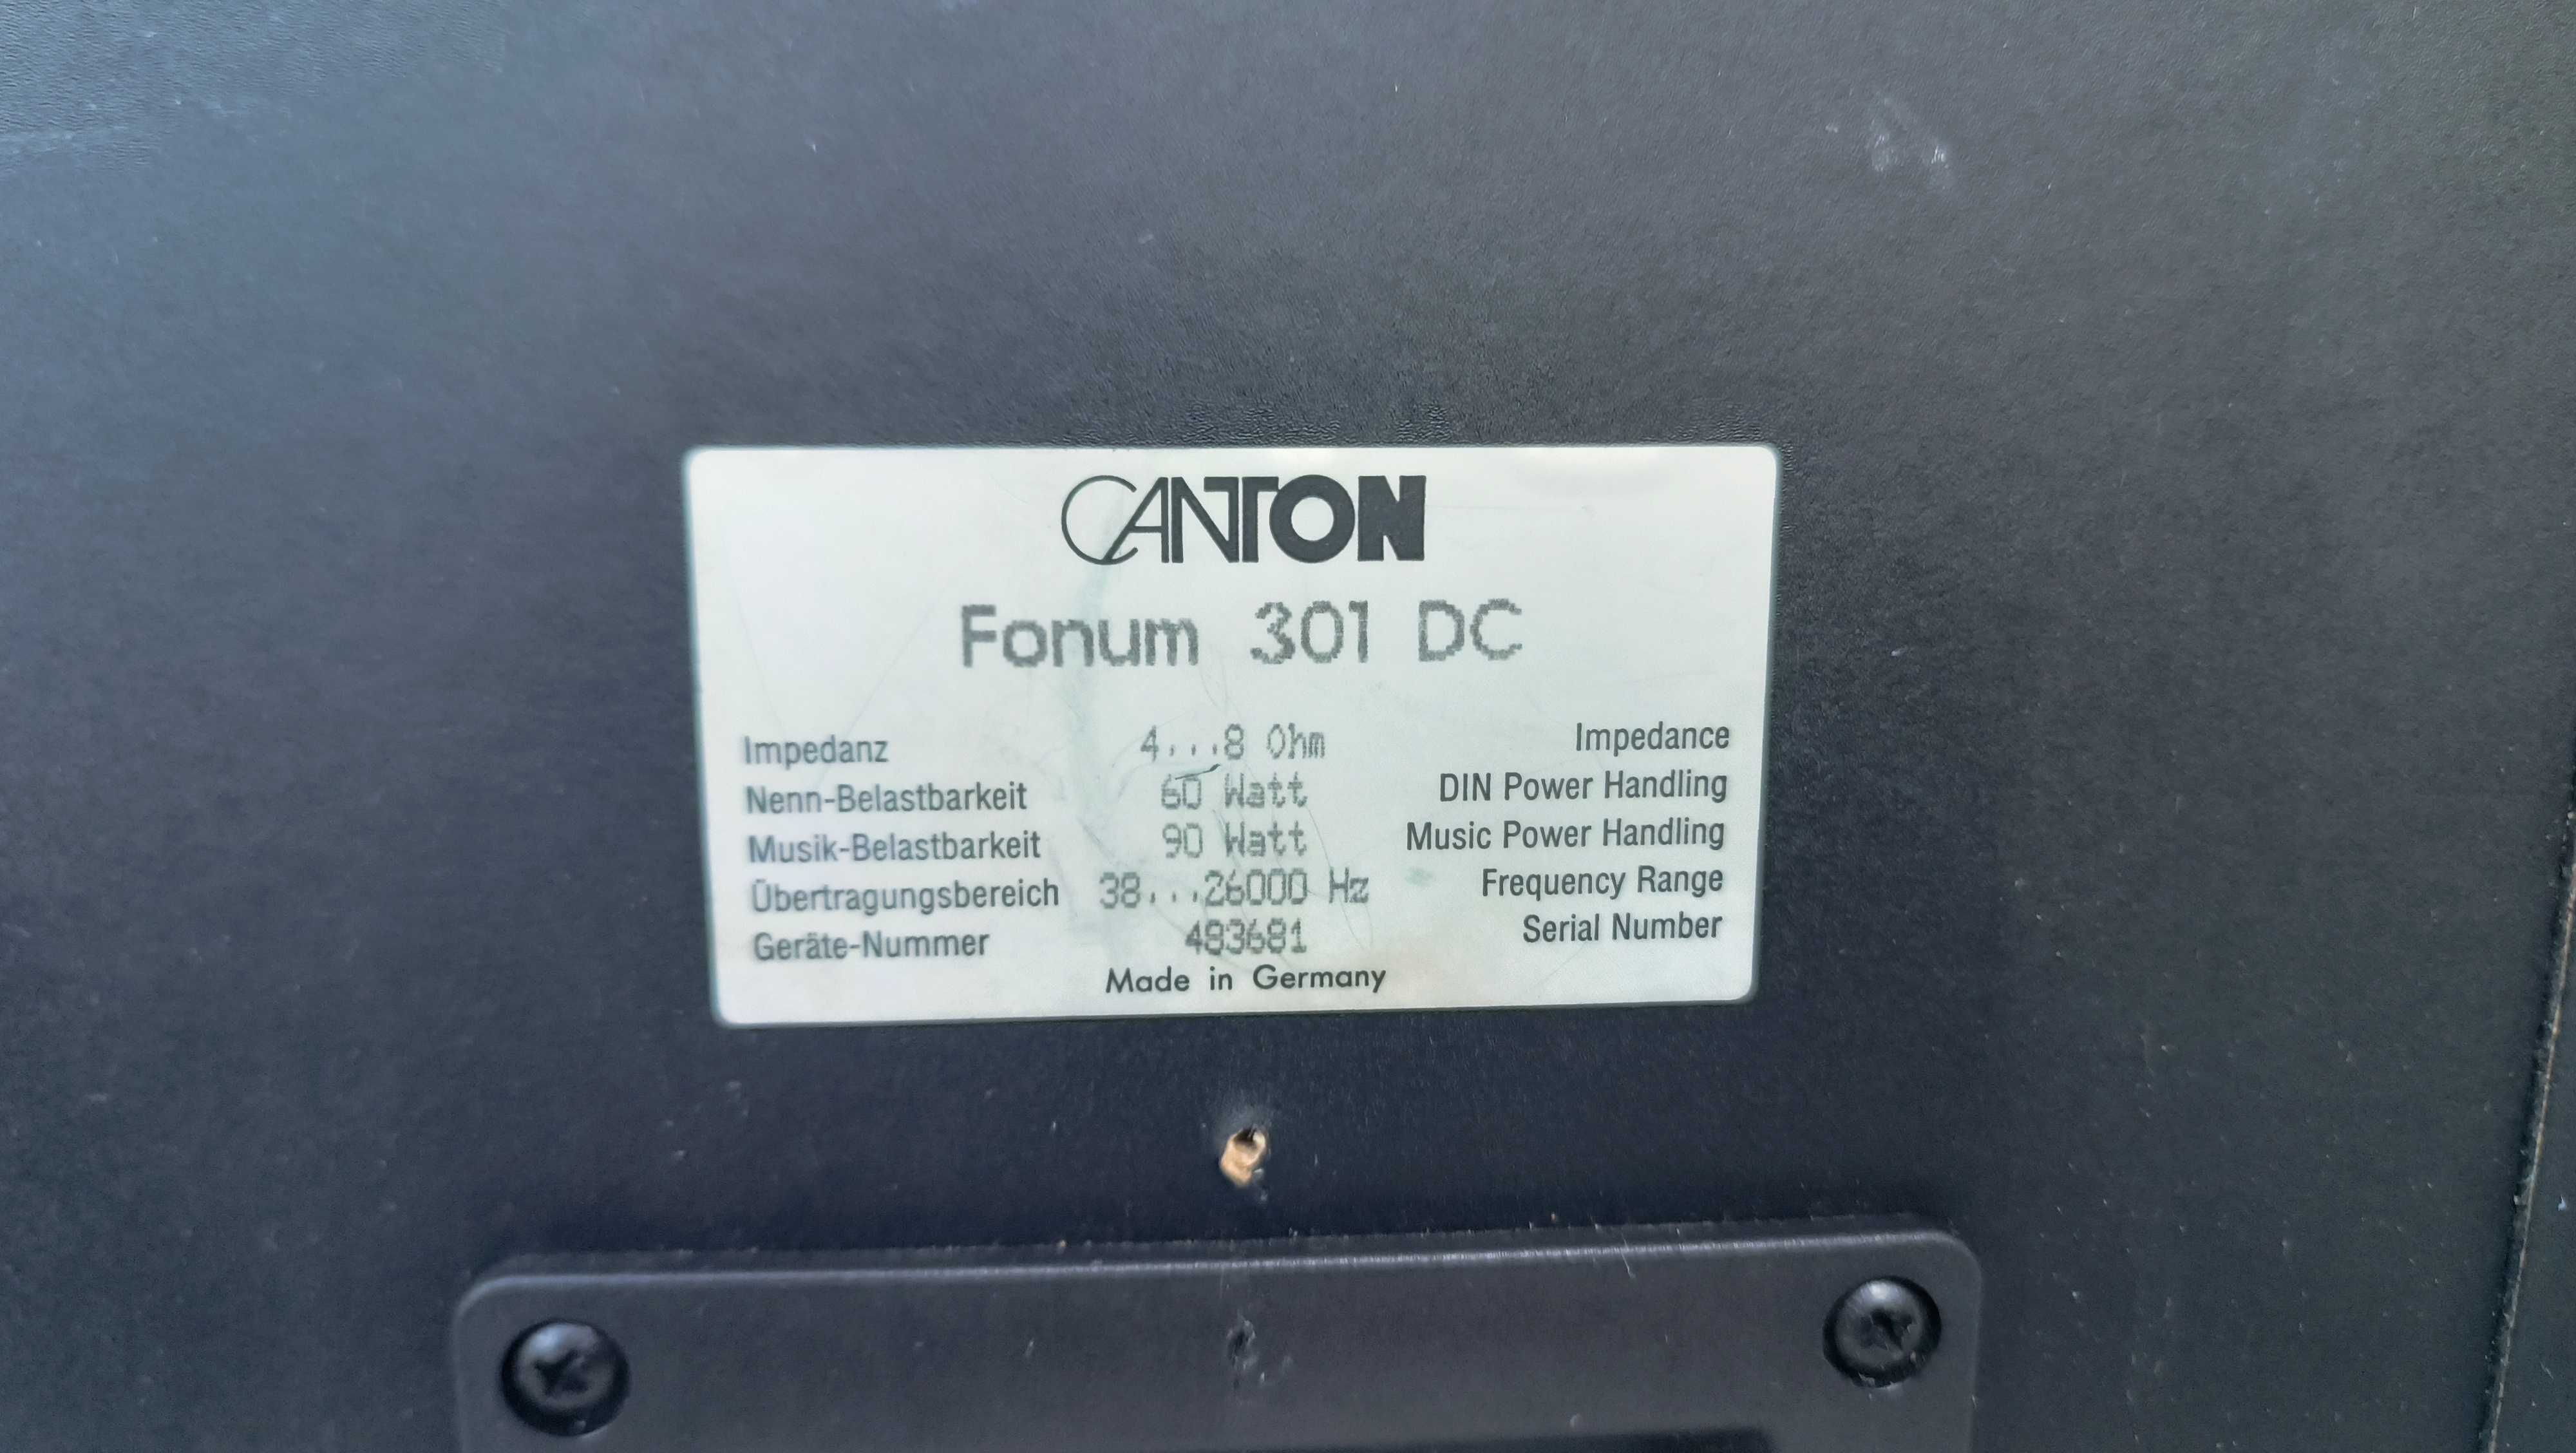 CANTON
Fonum 301 DC
Impedanz 4...8 Ohm Impedance
Nenn-Belastbarkeit 60 Watt DIN Power Handling
Musik-Belastbarkeit 90 Watt Music Power Handling
Übertragungsbereich 38...26000 Hz Frequency Range
Geräte-Nummer 483681 Serial Number
Made in Germany